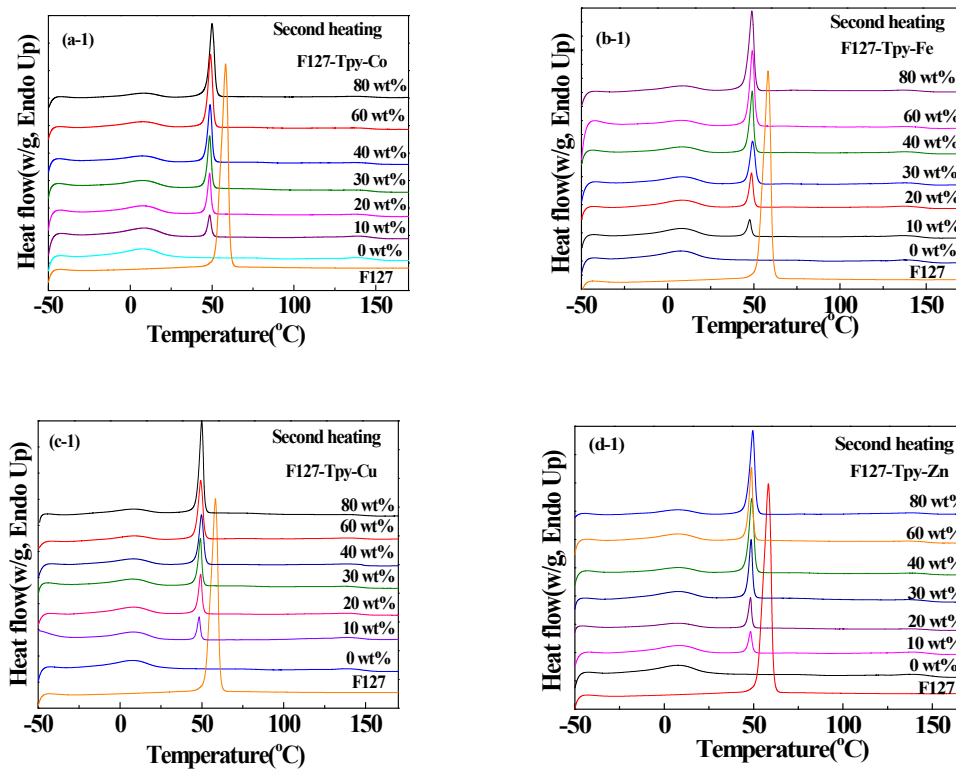 (a-1)
Second heating
F127-Tpy-Co
80 wt%
60 wt%
40 wt%
30 wt%
20 wt%
10 wt%
0 wt%
F127
Heat flow(w/g, Endo Up)
-50 0 50 100 150
Temperature(°C)
(b-1)
Second heating
F127-Tpy-Fe
80 wt%
60 wt%
40 wt%
30 wt%
20 wt%
10 wt%
0 wt%
F127
Heat flow(w/g, Endo Up)
-50 0 50 100 150
Temperature(°C)
(c-1)
Second heating
F127-Tpy-Cu
80 wt%
60 wt%
40 wt%
30 wt%
20 wt%
10 wt%
0 wt%
F127
Heat flow(w/g, Endo Up)
-50 0 50 100 150
Temperature(°C)
(d-1)
Second heating
F127-Tpy-Zn
80 wt%
60 wt%
40 wt%
30 wt%
20 wt%
10 wt%
0 wt%
F127
Heat flow(w/g, Endo Up)
-50 0 50 100 150
Temperature(°C)